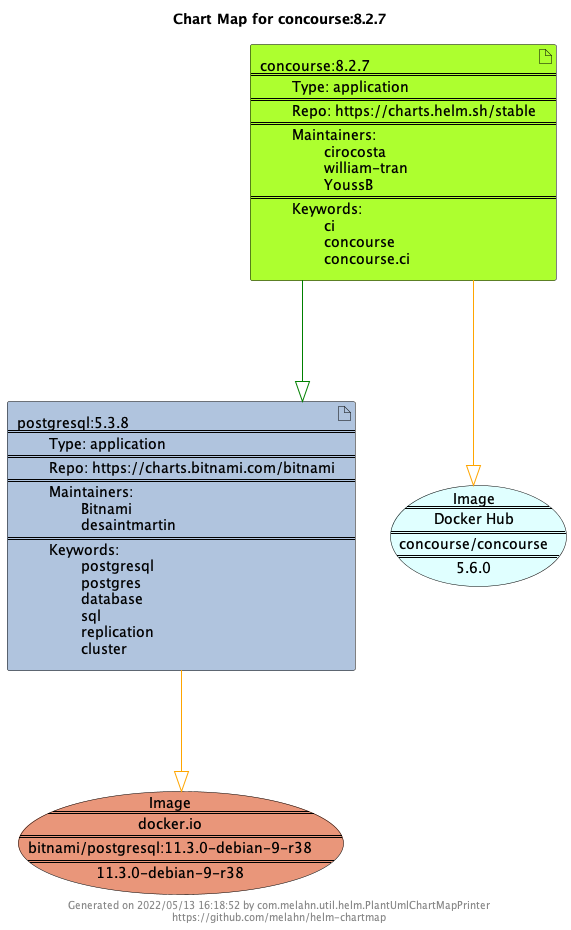 Chart Map for concourse:8.2.7
concourse:8.2.7
Type: application
Repo: https://charts.helm.sh/stable
Maintainers:
cirocosta
william-tran
YoussB
Keywords:
ci
concourse
concourse.ci
postgresql:5.3.8
Type: application
Repo: https://charts.bitnami.com/bitnami
Maintainers:
Bitnami
desaintmartin
Keywords:
postgresql
postgres
database
sql
replication
cluster
Image
Docker Hub
concourse/concourse
5.6.0
Image
docker.io
bitnami/postgresql:11.3.0-debian-9-r38
11.3.0-debian-9-r38
Generated on 2022/05/13 16:18:52 by com.melahn.util.helm.PlantUmlChartMapPrinter
https://github.com/melahn/helm-chartmap